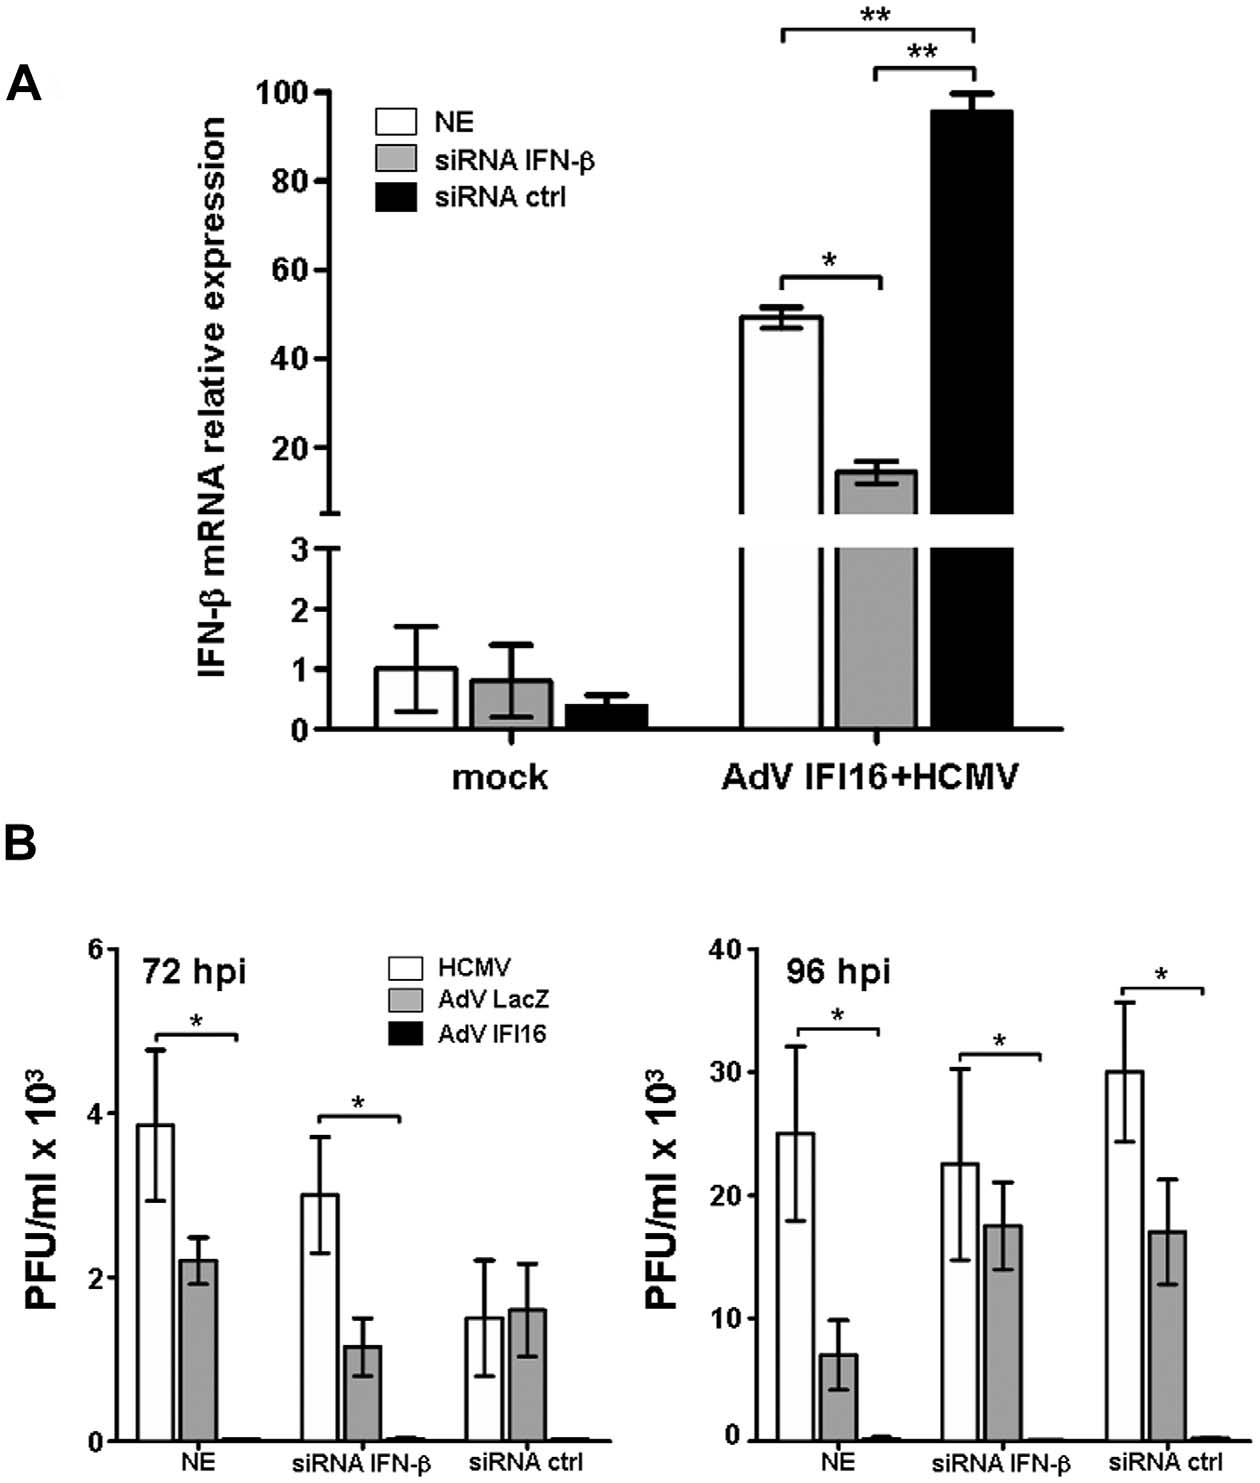 A
**
**
*
NE
siRNA IFN-β
siRNA ctrl
IFN-β mRNA relative expression
100
80
60
40
20
3
2
1
0
mock
AdV IFI16+HCMV
B
72 hpi
HCMV
AdV LacZ
AdV IFI16
*
*
PFU/ml x 10³
6
4
2
0
NE
siRNA IFN-β
siRNA ctrl
96 hpi
*
*
*
PFU/ml x 10³
40
30
20
10
0
NE
siRNA IFN-β
siRNA ctrl